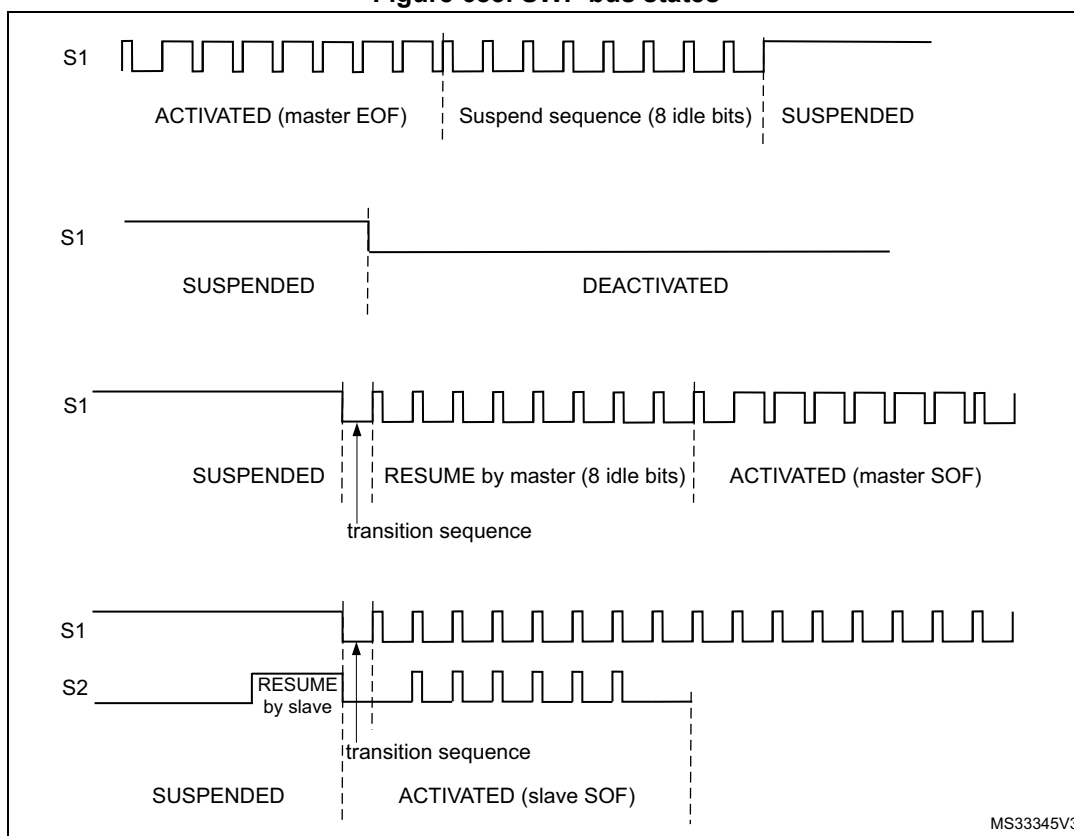 S1
ACTIVATED (master EOF) Suspend sequence (8 idle bits) SUSPENDED
S1
SUSPENDED DEACTIVATED
S1
SUSPENDED RESUME by master (8 idle bits) ACTIVATED (master SOF)
transition sequence
S1
S2 RESUME
by slave
transition sequence
SUSPENDED ACTIVATED (slave SOF)
MS33345V3